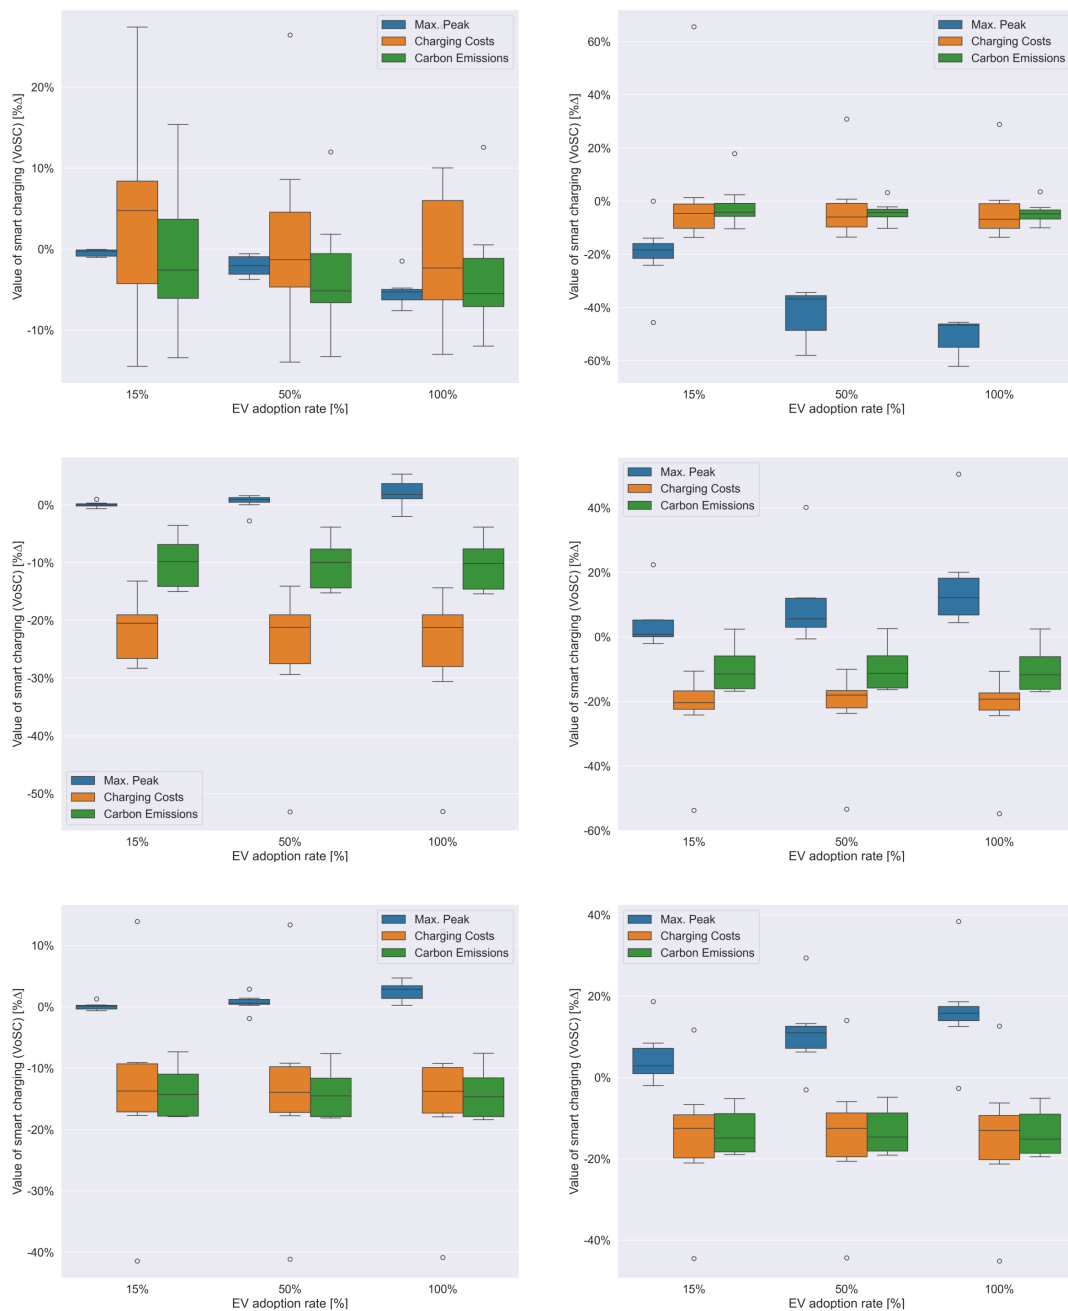 Value of smart charging (VoSC) [%Δ]
20%
10%
0%
-10%
Max. Peak
Charging Costs
Carbon Emissions
15%
50%
100%
EV adoption rate [%]
Value of smart charging (VoSC) [%Δ]
60%
40%
20%
0%
-20%
-40%
-60%
Max. Peak
Charging Costs
Carbon Emissions
15%
50%
100%
EV adoption rate [%]
Value of smart charging (VoSC) [%Δ]
0%
-10%
-20%
-30%
-40%
-50%
Max. Peak
Charging Costs
Carbon Emissions
15%
50%
100%
EV adoption rate [%]
Value of smart charging (VoSC) [%Δ]
40%
20%
0%
-20%
-40%
-60%
Max. Peak
Charging Costs
Carbon Emissions
15%
50%
100%
EV adoption rate [%]
Value of smart charging (VoSC) [%Δ]
10%
0%
-10%
-20%
-30%
-40%
Max. Peak
Charging Costs
Carbon Emissions
15%
50%
100%
EV adoption rate [%]
Value of smart charging (VoSC) [%Δ]
40%
20%
0%
-20%
-40%
Max. Peak
Charging Costs
Carbon Emissions
15%
50%
100%
EV adoption rate [%]